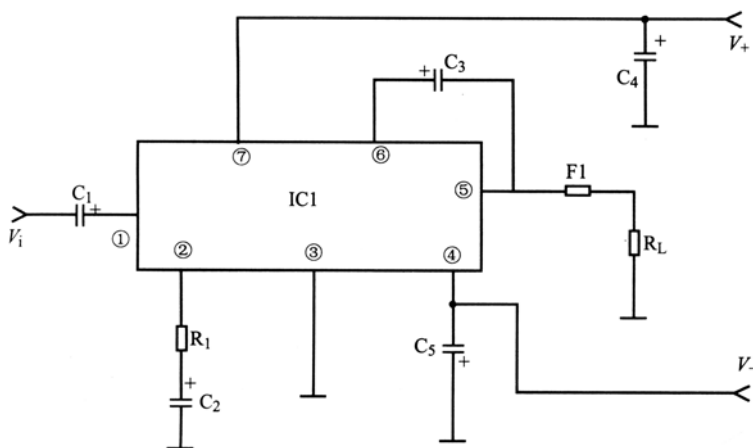 V+
C3
C4
⑦
⑥
F1
⑤
IC1
C1
Vi
①
②
③
④
RL
R1
C5
V-
C2